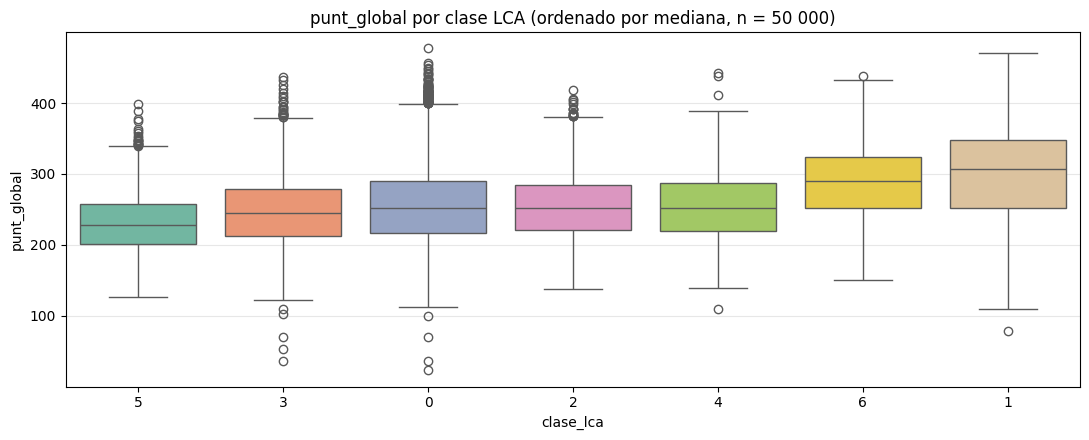 punt_global por clase LCA (ordenado por mediana, n = 50 000)
punt_global
400
300
200
100
5 3 0 2 4 6 1
clase_lca